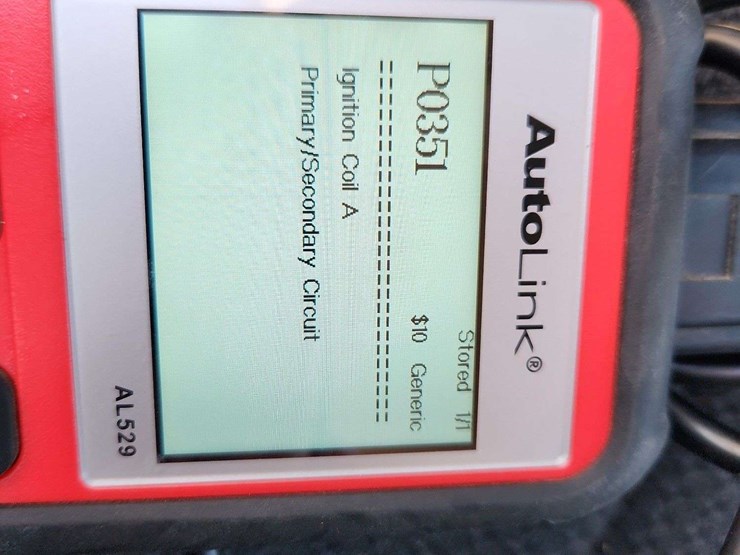 AutoLink®
Stored 1/1
P0351 $10 Generic
Ignition Coil A
Primary/Secondary Circuit
AL529